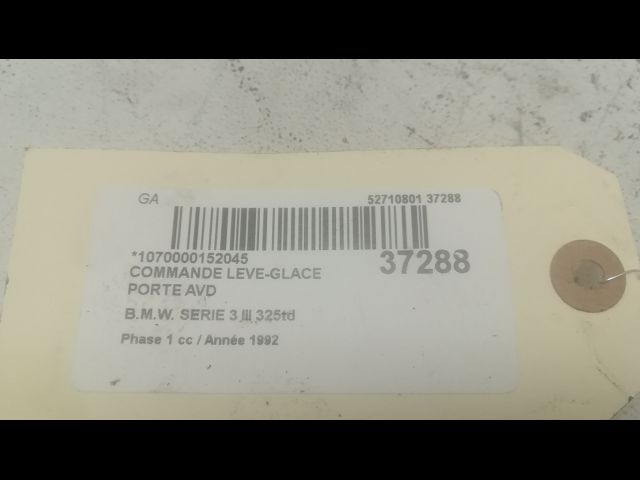 GA 52710801 37288
*1070000152045 37288
COMMANDE LEVE-GLACE
PORTE AVD
B.M.W. SERIE 3 III 325td
Phase 1 cc / Année 1992